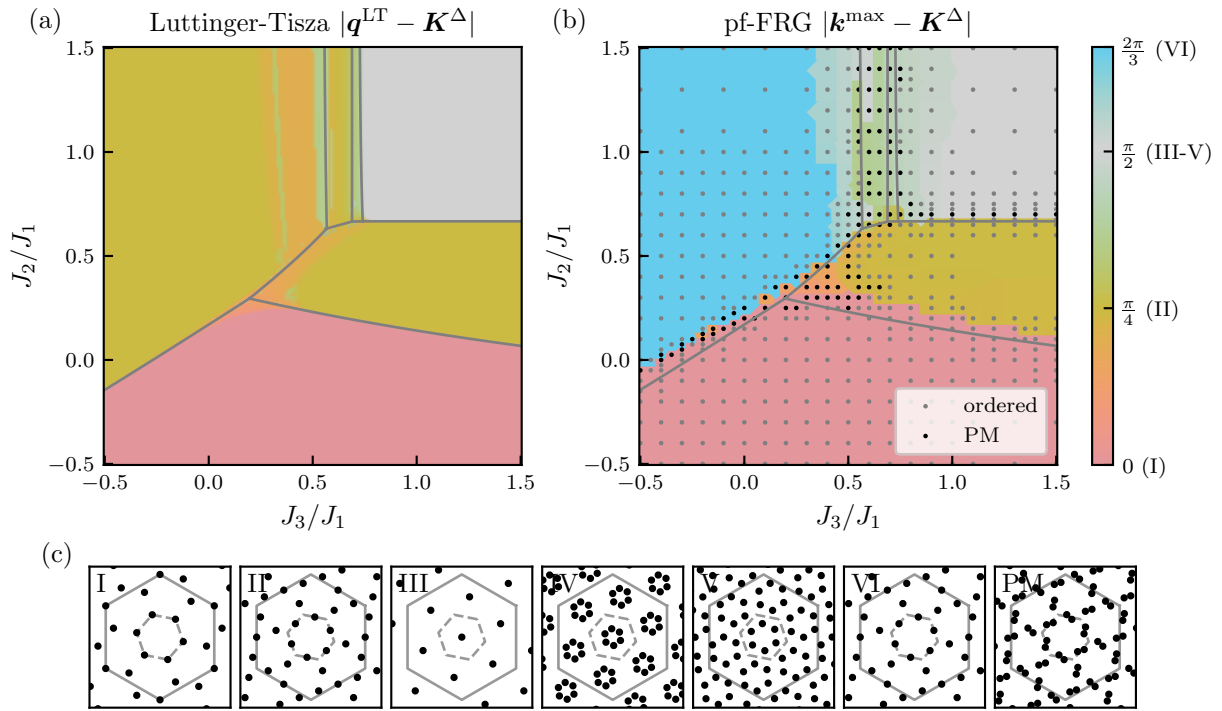 (a) Luttinger-Tisza |q^LT − K^Δ|
(b) pf-FRG |k^max − K^Δ|
1.5
1.0
0.5
0.0
−0.5
J₂/J₁
−0.5 0.0 0.5 1.0 1.5
J₃/J₁
1.5
1.0
0.5
0.0
−0.5
J₂/J₁
ordered
PM
−0.5 0.0 0.5 1.0 1.5
J₃/J₁
2π/3 (VI)
π/2 (III-V)
π/4 (II)
0 (I)
(c)
I II III IV V VI PM